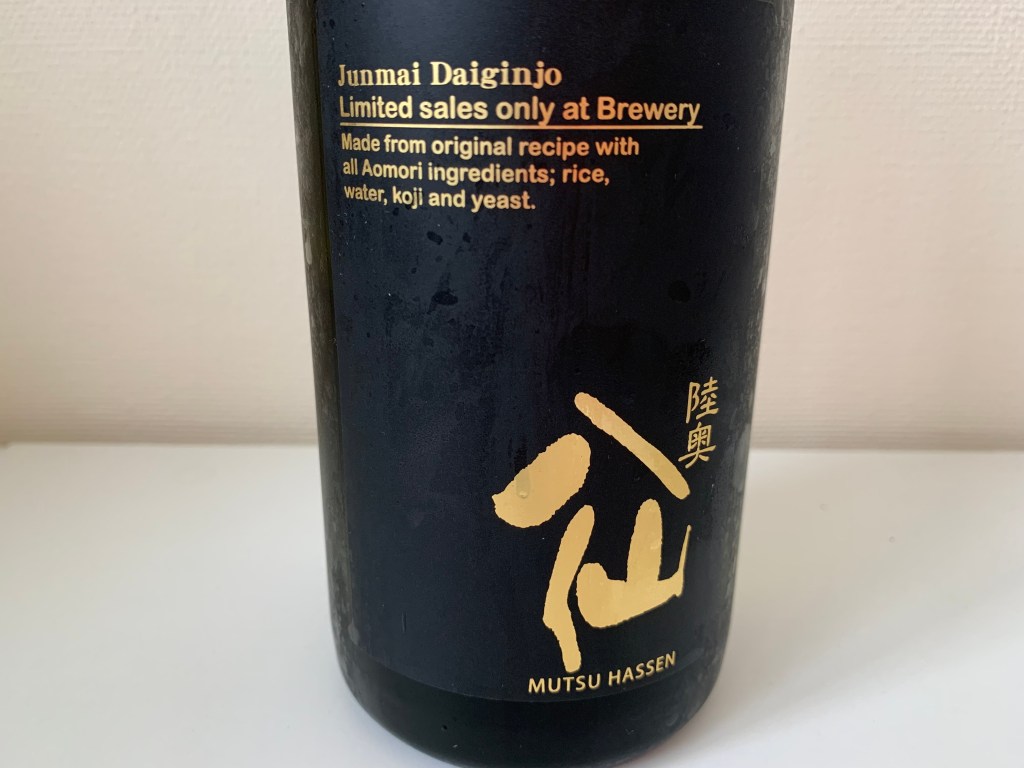 Junmai Daiginjo
Limited sales only at Brewery
Made from original recipe with
all Aomori ingredients; rice,
water, koji and yeast.
陸奥
八仙
MUTSU HASSEN